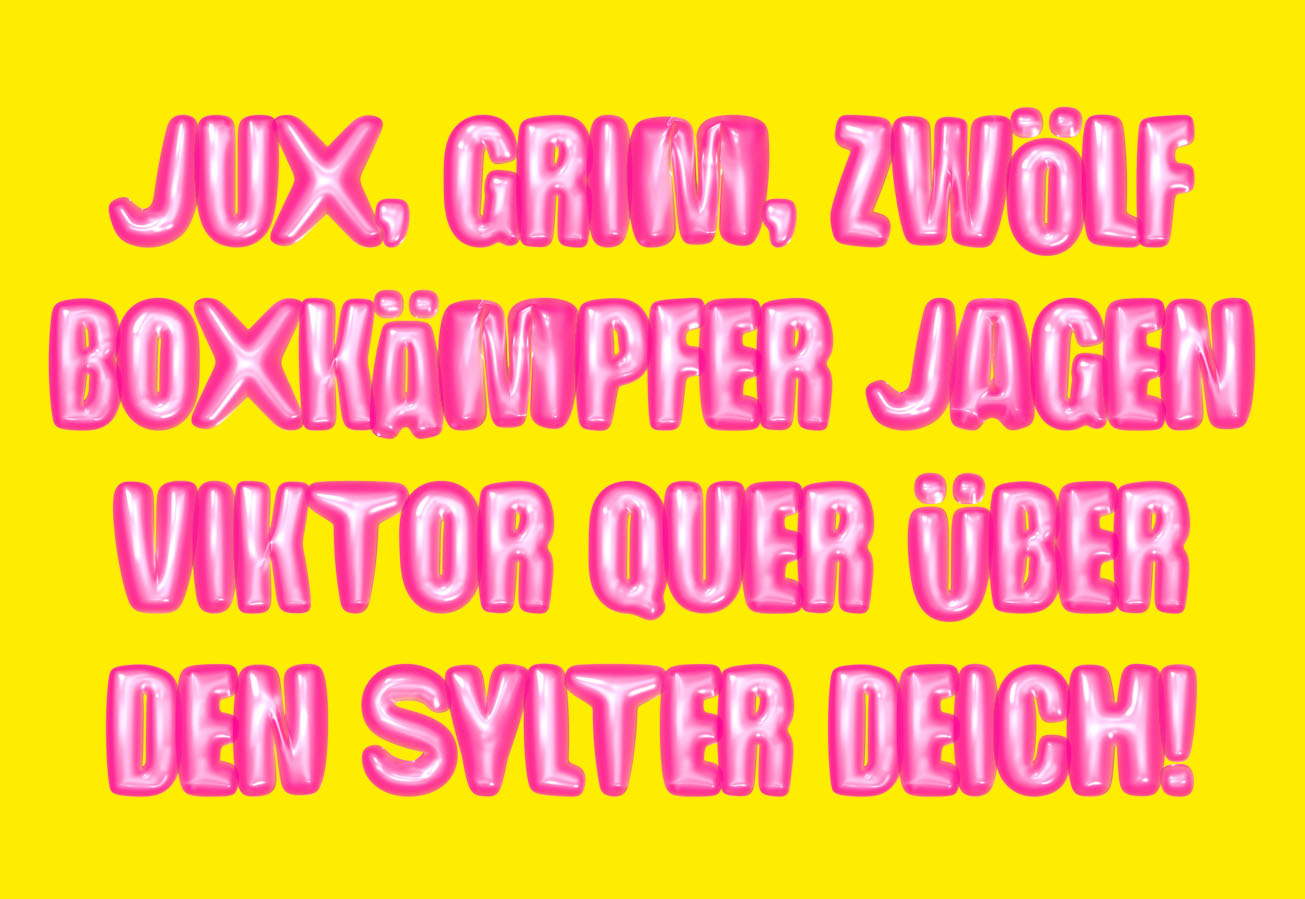 JUX, GRIM, ZWÖLF
BOXKÄMPFER JAGEN
VIKTOR QUER ÜBER
DEN SYLTER DEICH!